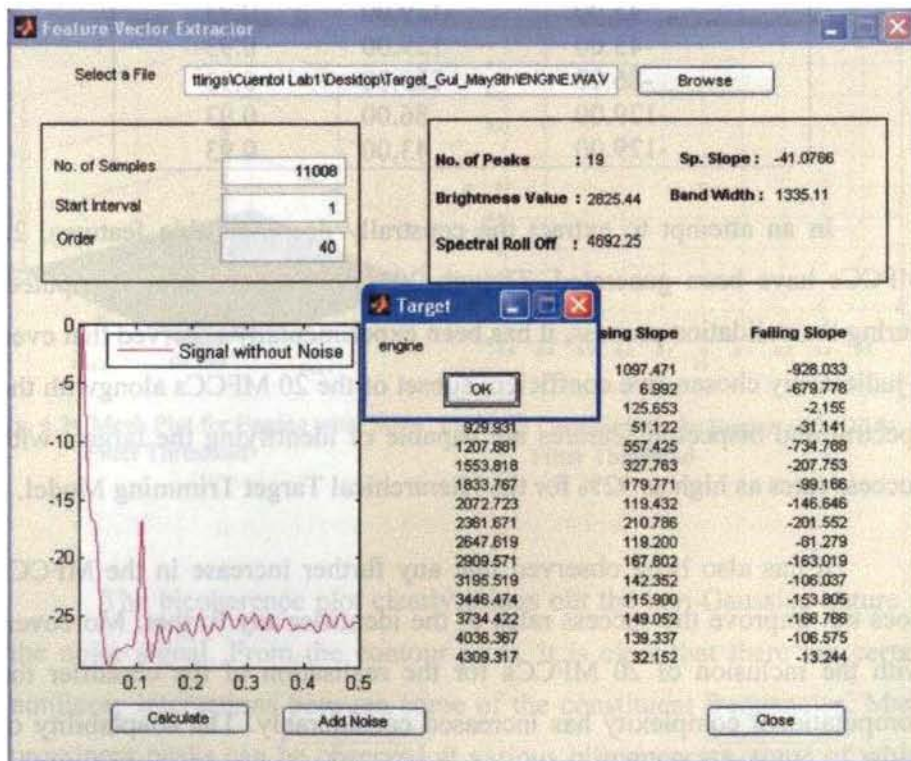 Feature Vector Extractor
Select a File
ttings\Cuentol Lab1\Desktop\Target_Gui_May9th\ENGINE.WAV
Browse
No. of Samples 11008
Start Interval 1
Order 40
No. of Peaks : 19 Sp. Slope : -41.0766
Brightness Value : 2825.44 Band Width : 1335.11
Spectral Roll Off : 4692.25
Target
engine
OK
Signal without Noise
0
-5
-10
-15
-20
-25
0.1 0.2 0.3 0.4 0.5
sing Slope Falling Slope
1097.471 -928.033
6.992 -679.778
125.653 -2.159
929.931 51.122 -31.141
1207.881 557.425 -734.768
1553.818 327.763 -207.753
1833.767 179.771 -99.166
2072.723 119.432 -146.646
2361.671 210.786 -201.552
2647.619 119.200 -81.279
2909.571 167.802 -163.019
3195.519 142.352 -106.037
3446.474 115.900 -153.805
3734.422 149.052 -166.768
4036.367 139.337 -106.575
4309.317 32.152 -13.244
Calculate
Add Noise
Close